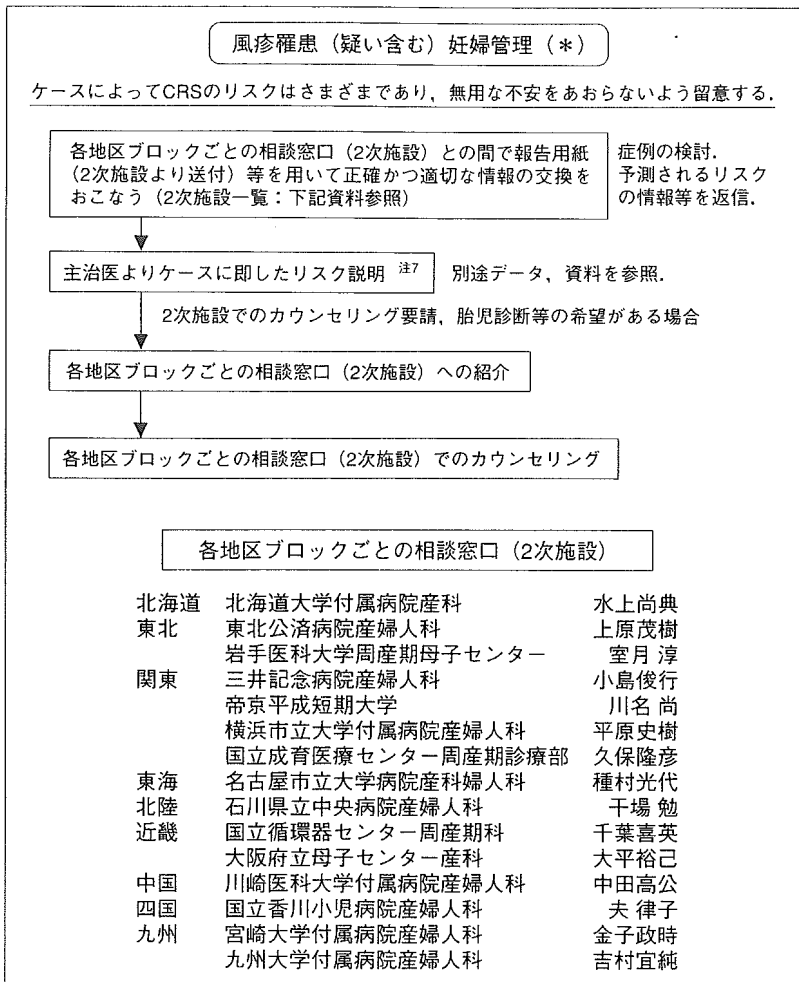 風疹罹患（疑い含む）妊婦管理（＊）
ケースによってCRSのリスクはさまざまであり，無用な不安をあおらないよう留意する．
各地区ブロックごとの相談窓口（2次施設）との間で報告用紙
（2次施設より送付）等を用いて正確かつ適切な情報の交換を
おこなう（2次施設一覧：下記資料参照）
症例の検討．
予測されるリスク
の情報等を返信．
主治医よりケースに即したリスク説明 注7 別途データ，資料を参照．
2次施設でのカウンセリング要請，胎児診断等の希望がある場合
各地区ブロックごとの相談窓口（2次施設）への紹介
各地区ブロックごとの相談窓口（2次施設）でのカウンセリング
各地区ブロックごとの相談窓口（2次施設）
北海道 北海道大学付属病院産科 水上尚典
東北 東北公済病院産婦人科 上原茂樹
岩手医科大学周産期母子センター 室月 淳
関東 三井記念病院産婦人科 小島俊行
帝京平成短期大学 川名 尚
横浜市立大学付属病院産婦人科 平原史樹
国立成育医療センター周産期診療部 久保隆彦
東海 名古屋市立大学病院産科婦人科 種村光代
北陸 石川県立中央病院産婦人科 干場 勉
近畿 国立循環器センター周産期科 千葉喜英
大阪府立母子センター産科 大平裕己
中国 川崎医科大学付属病院産婦人科 中田高公
四国 国立香川小児病院産婦人科 夫 律子
九州 宮崎大学付属病院産婦人科 金子政時
九州大学付属病院産婦人科 吉村宜純